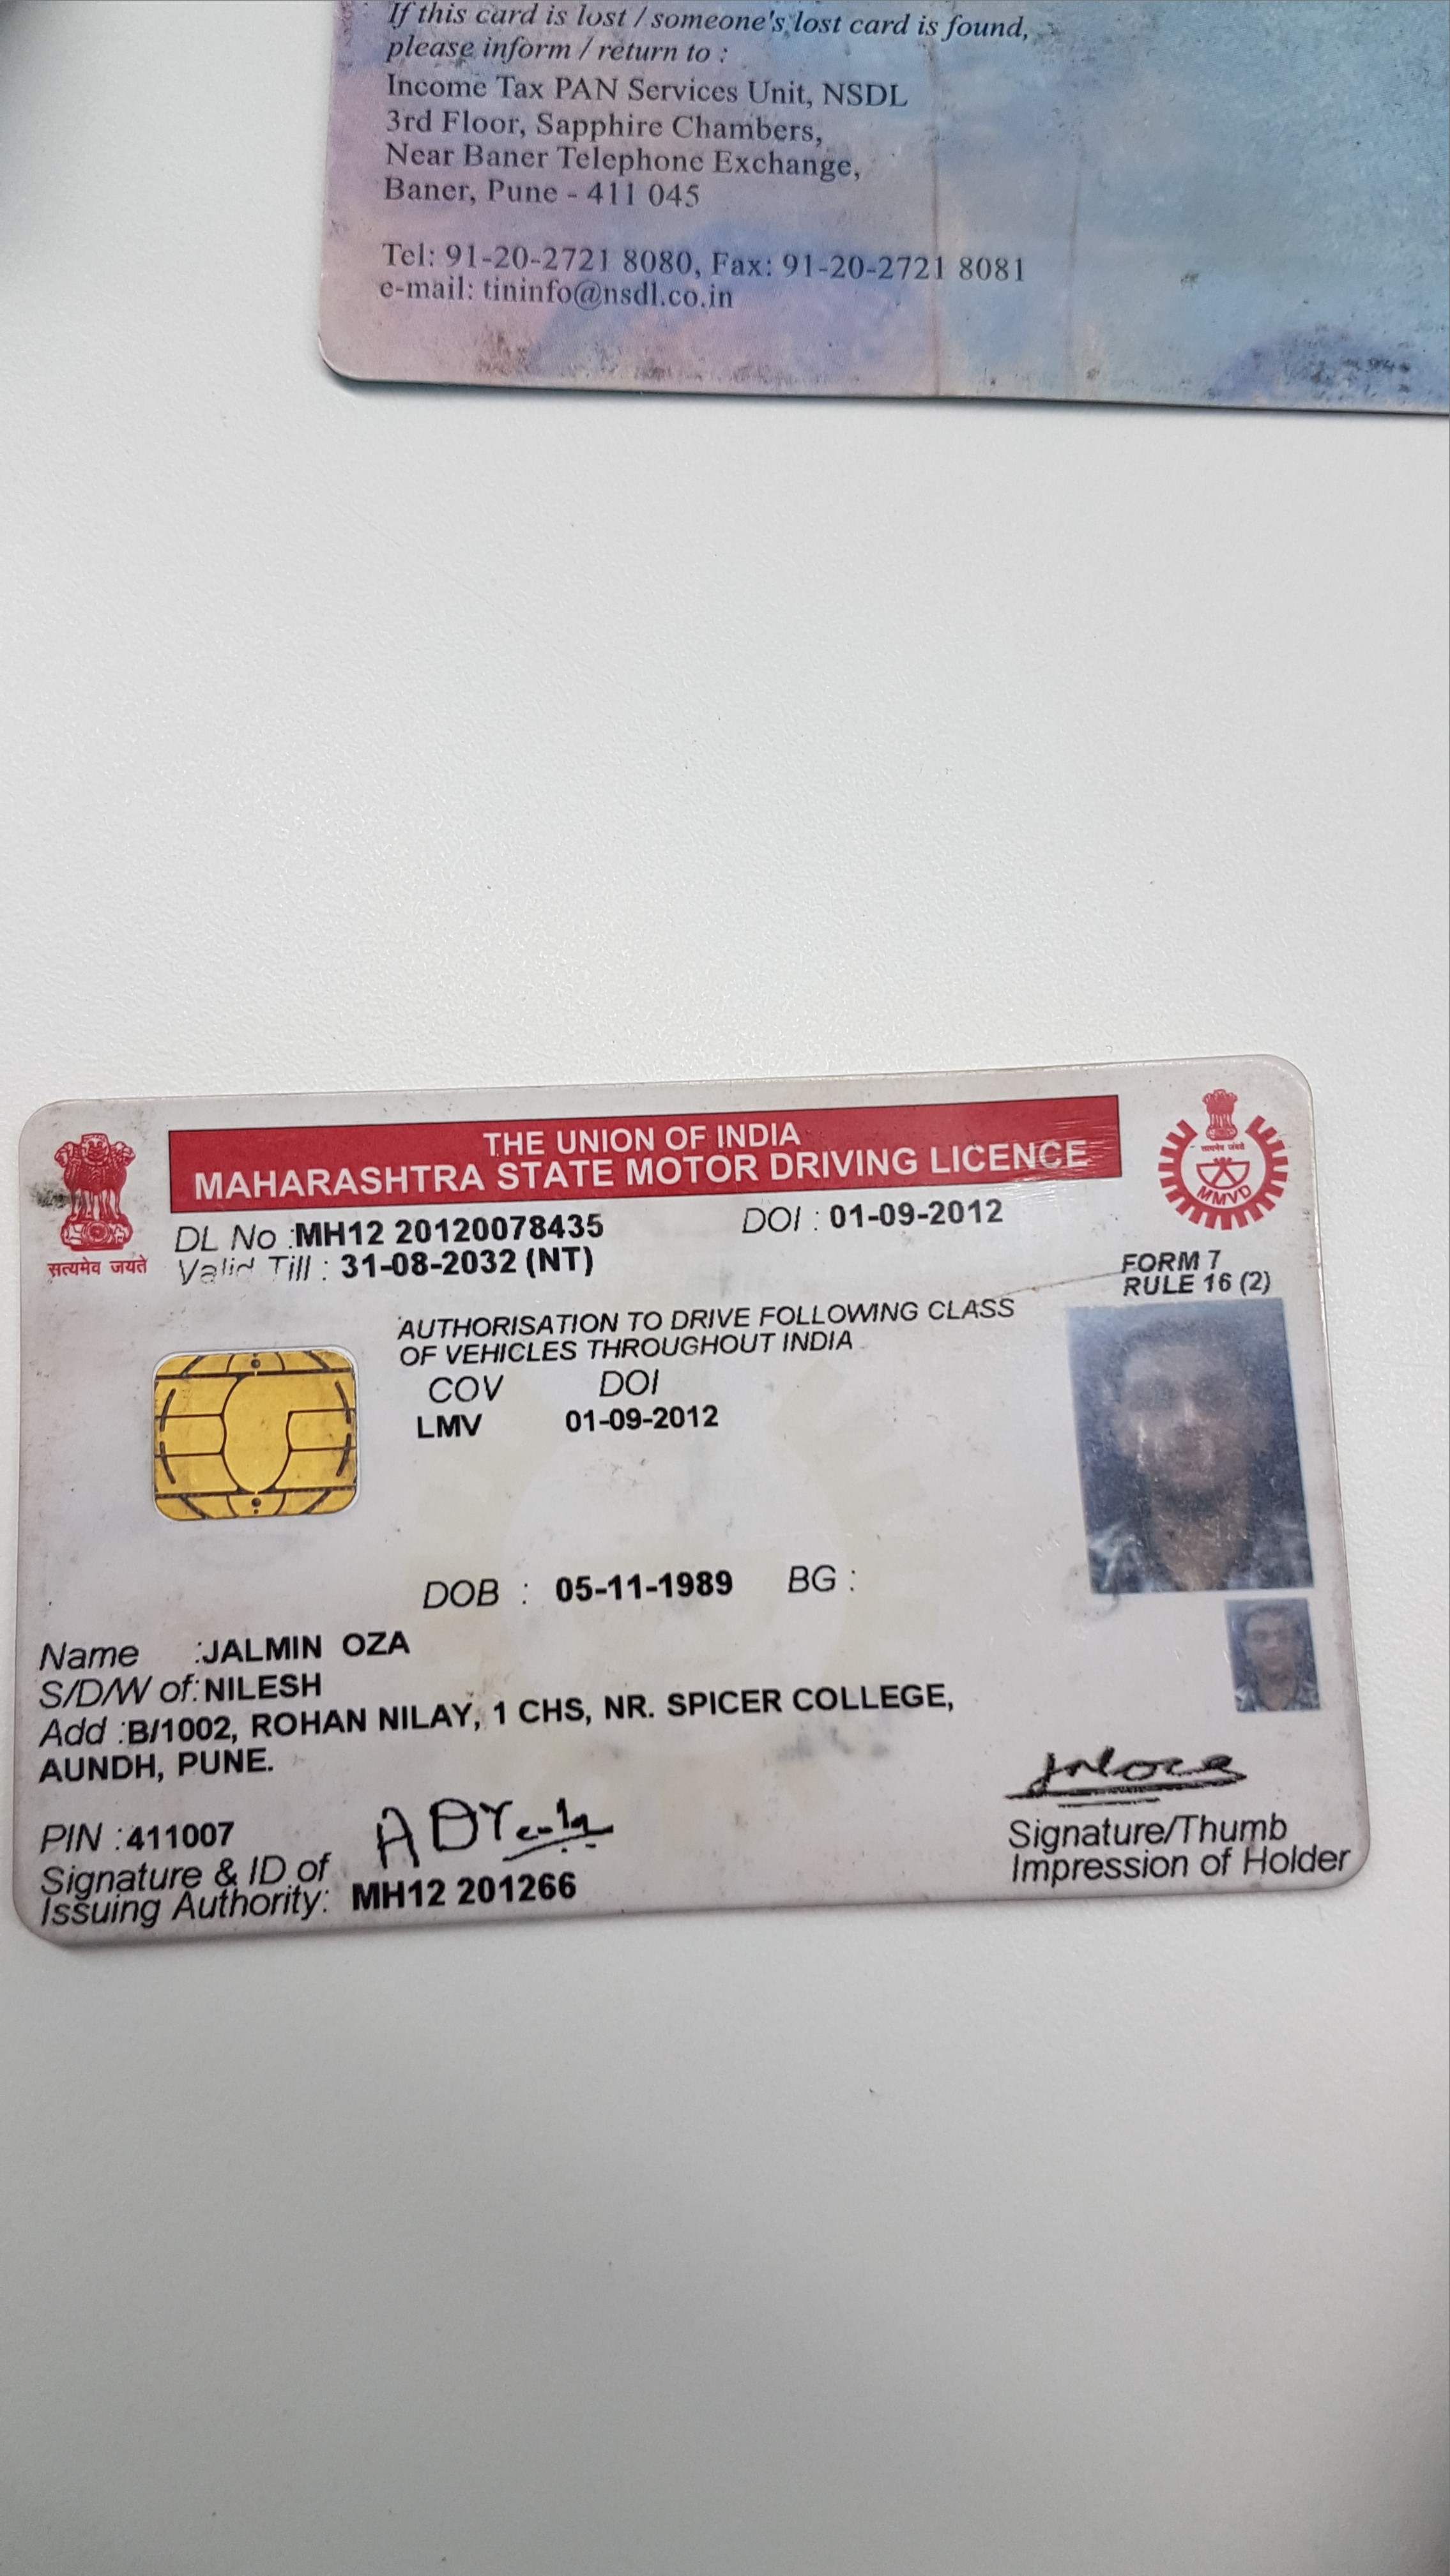 If this card is lost / someone's lost card is found,
please inform / return to :
Income Tax PAN Services Unit, NSDL
3rd Floor, Sapphire Chambers,
Near Baner Telephone Exchange,
Baner, Pune - 411 045
Tel: 91-20-2721 8080, Fax: 91-20-2721 8081
e-mail: tininfo@nsdl.co.in
THE UNION OF INDIA
MAHARASHTRA STATE MOTOR DRIVING LICENCE
सत्यमेव जयते
MMVD
DL No :MH12 20120078435 DOI : 01-09-2012
Valid Till : 31-08-2032 (NT)
FORM 7
RULE 16 (2)
AUTHORISATION TO DRIVE FOLLOWING CLASS
OF VEHICLES THROUGHOUT INDIA
COV DOI
LMV 01-09-2012
DOB : 05-11-1989 BG :
Name :JALMIN OZA
S/D/W of:NILESH
Add :B/1002, ROHAN NILAY, 1 CHS, NR. SPICER COLLEGE,
AUNDH, PUNE.
PIN :411007
Signature & ID of
Issuing Authority: MH12 201266
Signature/Thumb
Impression of Holder